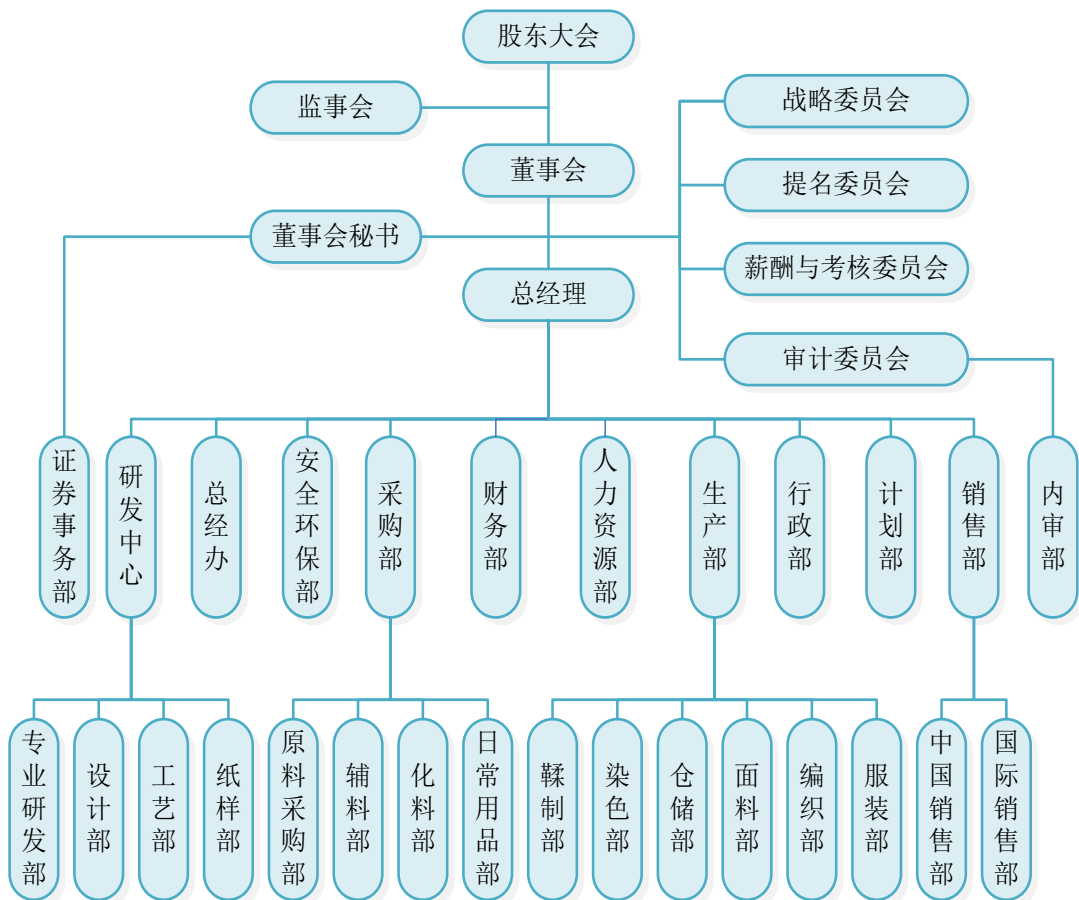 股东大会
监事会
战略委员会
董事会
提名委员会
董事会秘书
薪酬与考核委员会
总经理
审计委员会
证券事务部
研发中心
总经办
安全环保部
采购部
财务部
人力资源部
生产部
行政部
计划部
销售部
内审部
专业研发部
设计部
工艺部
纸样部
原料采购部
辅料部
化料部
日常用品部
鞣制部
染色部
仓储部
面料部
编织部
服装部
中国销售部
国际销售部